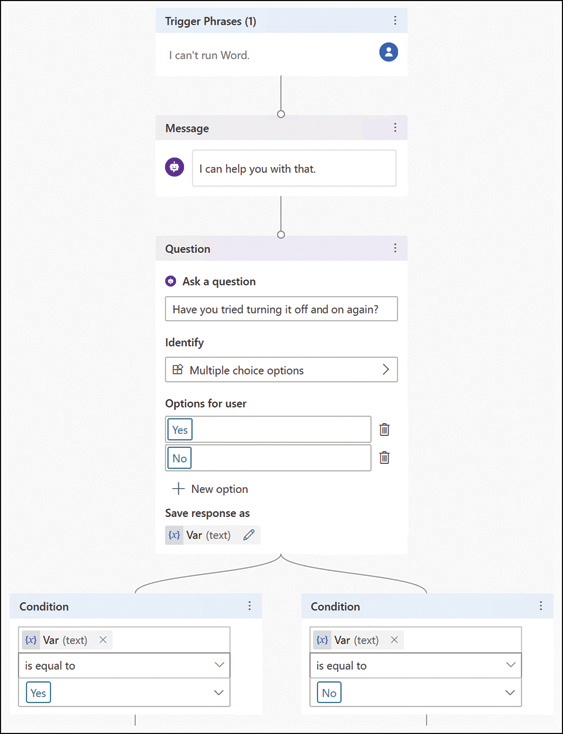 Trigger Phrases (1)
I can't run Word.
Message
I can help you with that.
Question
Ask a question
Have you tried turning it off and on again?
Identify
Multiple choice options
Options for user
Yes
No
New option
Save response as
{x} Var (text)
Condition
{x} Var (text)
is equal to
Yes
Condition
{x} Var (text)
is equal to
No